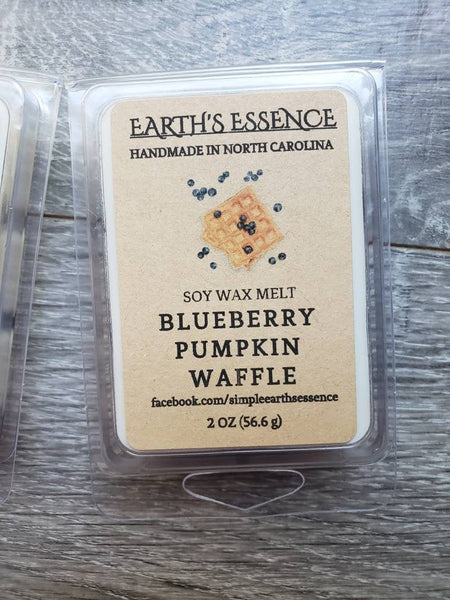 EARTH'S ESSENCE
HANDMADE IN NORTH CAROLINA
SOY WAX MELT
BLUEBERRY
PUMPKIN
WAFFLE
facebook.com/simpleearthsessence
2 OZ (56.6 g)